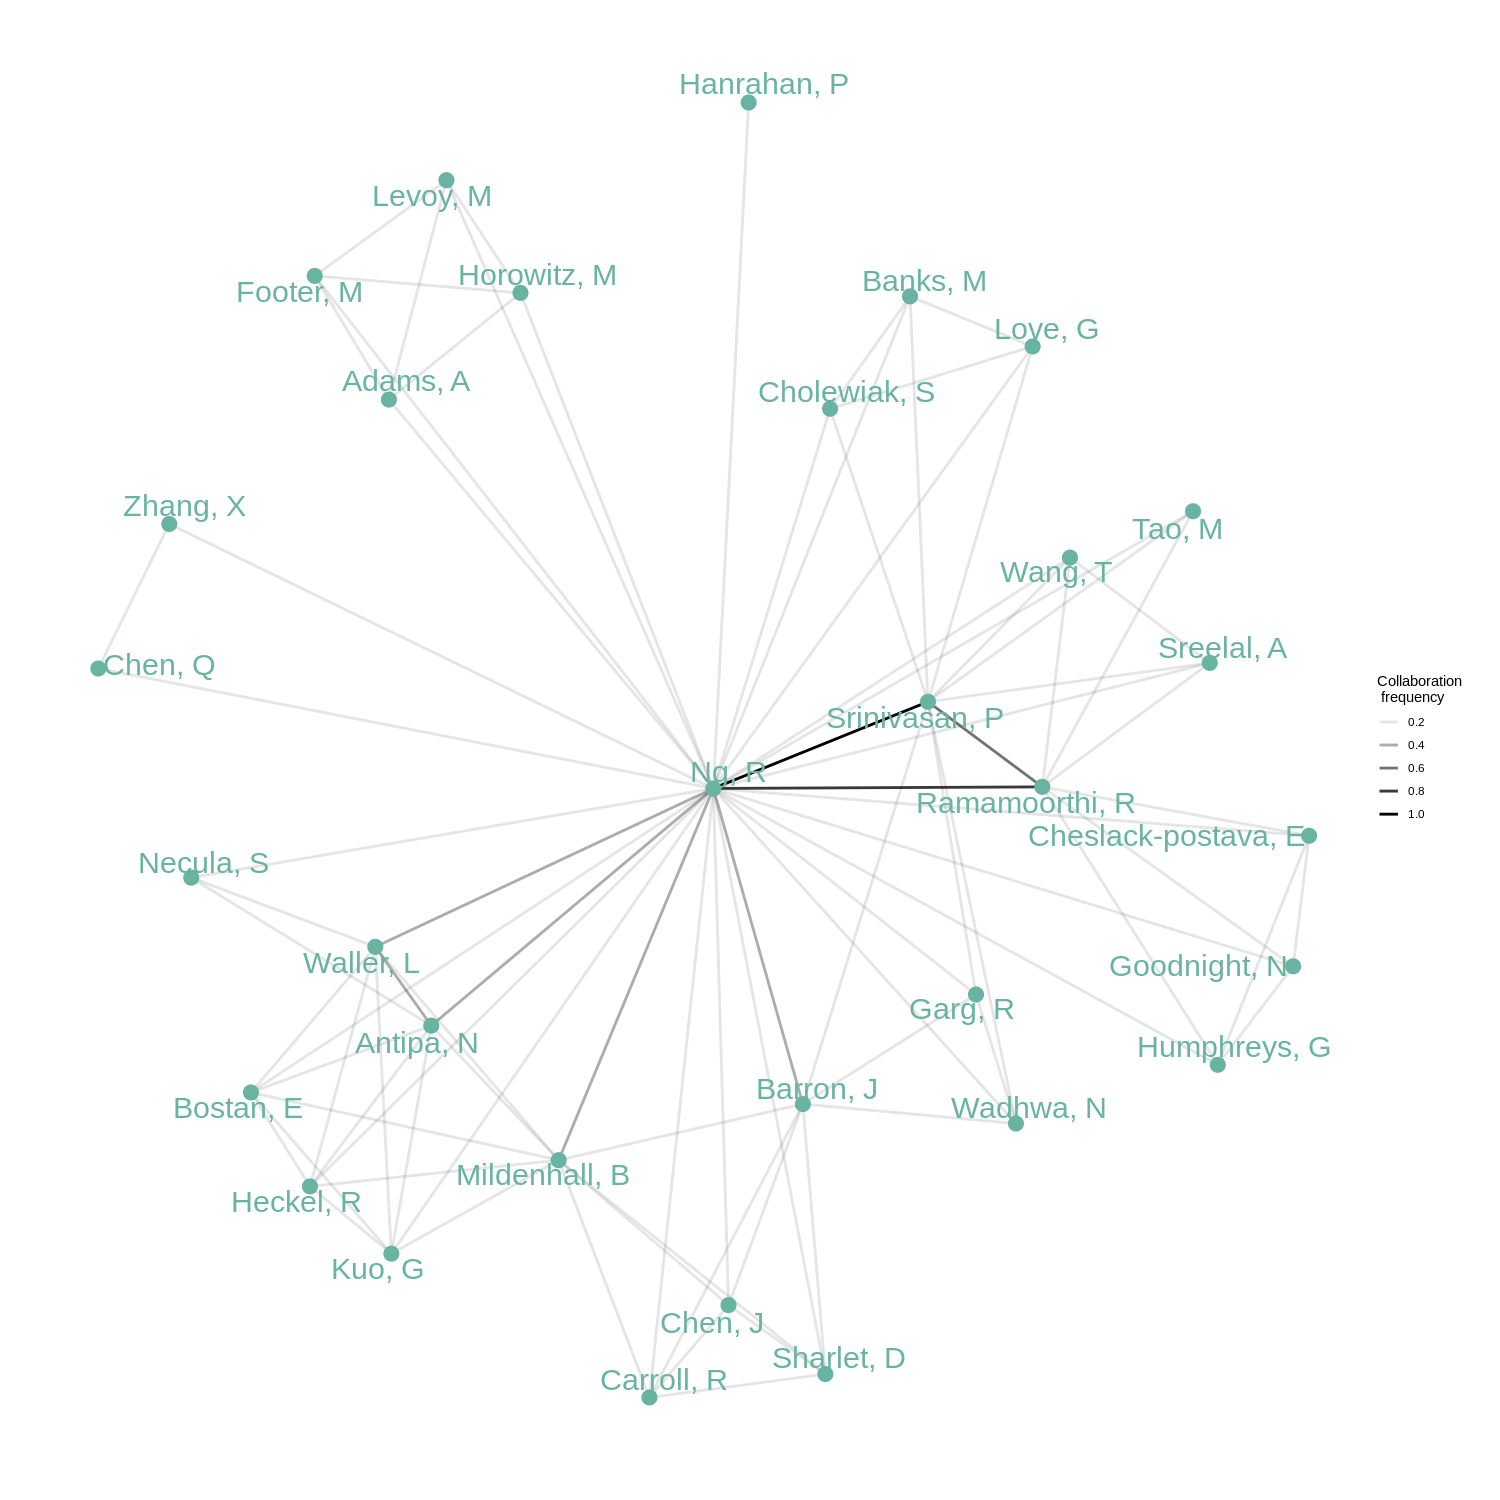 Hanrahan, P
Levoy, M
Horowitz, M
Footer, M
Banks, M
Love, G
Adams, A
Cholewiak, S
Zhang, X
Tao, M
Wang, T
Chen, Q
Sreelal, A
Collaboration
frequency
0.2
0.4
0.6
0.8
1.0
Srinivasan, P
Ng, R
Ramamoorthi, R
Cheslack-postava, E
Necula, S
Waller, L
Goodnight, N
Garg, R
Antipa, N
Humphreys, G
Barron, J
Bostan, E
Wadhwa, N
Mildenhall, B
Heckel, R
Kuo, G
Chen, J
Sharlet, D
Carroll, R